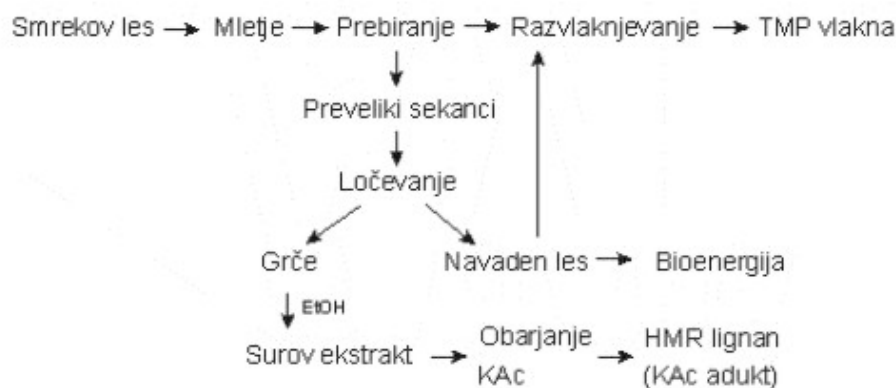 Smrekov les Mletje Prebiranje Razvlaknjevanje TMP vlakna
Preveliki sekanci
Ločevanje
Grče Navaden les Bioenergija
EtOH
Surov ekstrakt Obarjanje KAc HMR lignan (KAc adukt)